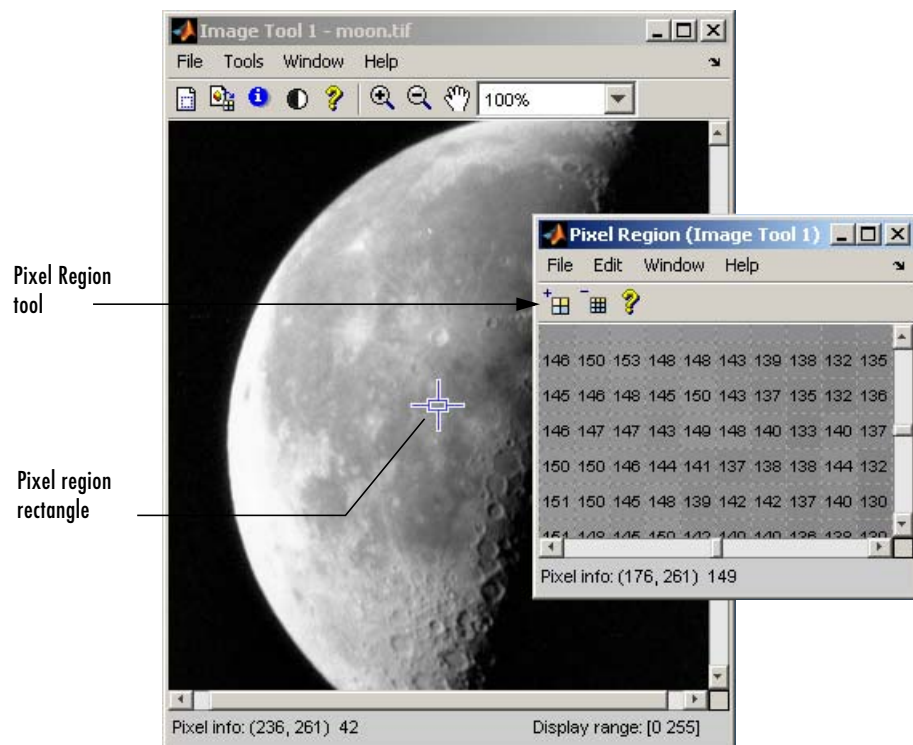 Image Tool 1 - moon.tif
File Tools Window Help
100%
Pixel Region (Image Tool 1)
File Edit Window Help
Pixel Region
tool
146 150 153 148 148 143 139 138 132 135
145 146 148 145 150 143 137 135 132 136
146 147 147 143 149 148 140 133 140 137
150 150 146 144 141 137 138 138 144 132
151 150 145 148 139 142 142 137 140 130
Pixel region
rectangle
Pixel info: (176, 261) 149
Pixel info: (236, 261) 42
Display range: [0 255]